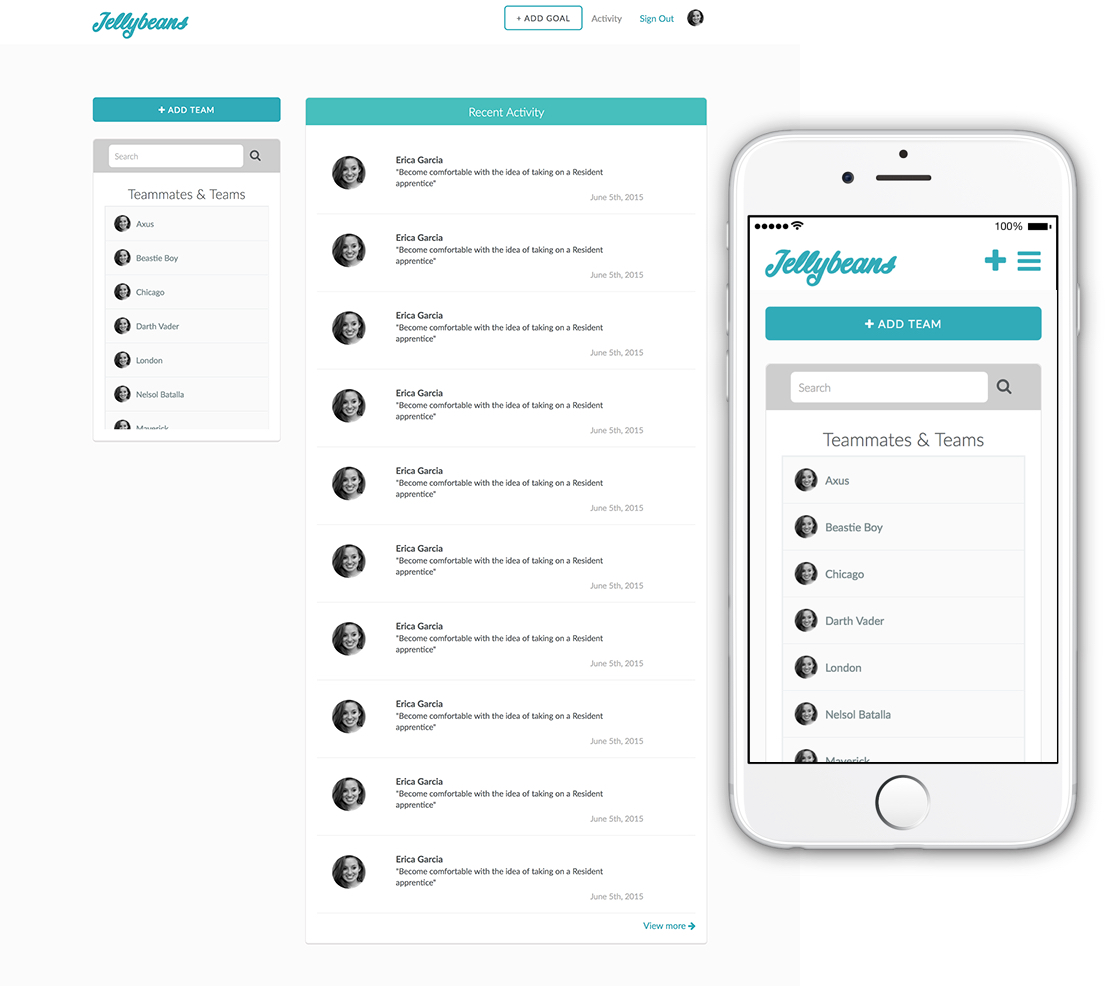 Jellybeans
+ ADD GOAL
Activity
Sign Out
+ ADD TEAM
Search
Teammates & Teams
Axus
Beastie Boy
Chicago
Darth Vader
London
Nelsol Batalla
Maverick
Recent Activity
Erica Garcia
"Become comfortable with the idea of taking on a Resident
apprentice"
June 5th, 2015
Erica Garcia
"Become comfortable with the idea of taking on a Resident
apprentice"
June 5th, 2015
Erica Garcia
"Become comfortable with the idea of taking on a Resident
apprentice"
June 5th, 2015
Erica Garcia
"Become comfortable with the idea of taking on a Resident
apprentice"
June 5th, 2015
Erica Garcia
"Become comfortable with the idea of taking on a Resident
apprentice"
June 5th, 2015
Erica Garcia
"Become comfortable with the idea of taking on a Resident
apprentice"
June 5th, 2015
Erica Garcia
"Become comfortable with the idea of taking on a Resident
apprentice"
June 5th, 2015
Erica Garcia
"Become comfortable with the idea of taking on a Resident
apprentice"
June 5th, 2015
Erica Garcia
"Become comfortable with the idea of taking on a Resident
apprentice"
June 5th, 2015
Erica Garcia
"Become comfortable with the idea of taking on a Resident
apprentice"
June 5th, 2015
View more
100%
Jellybeans
+ ADD TEAM
Search
Teammates & Teams
Axus
Beastie Boy
Chicago
Darth Vader
London
Nelsol Batalla
Maverick